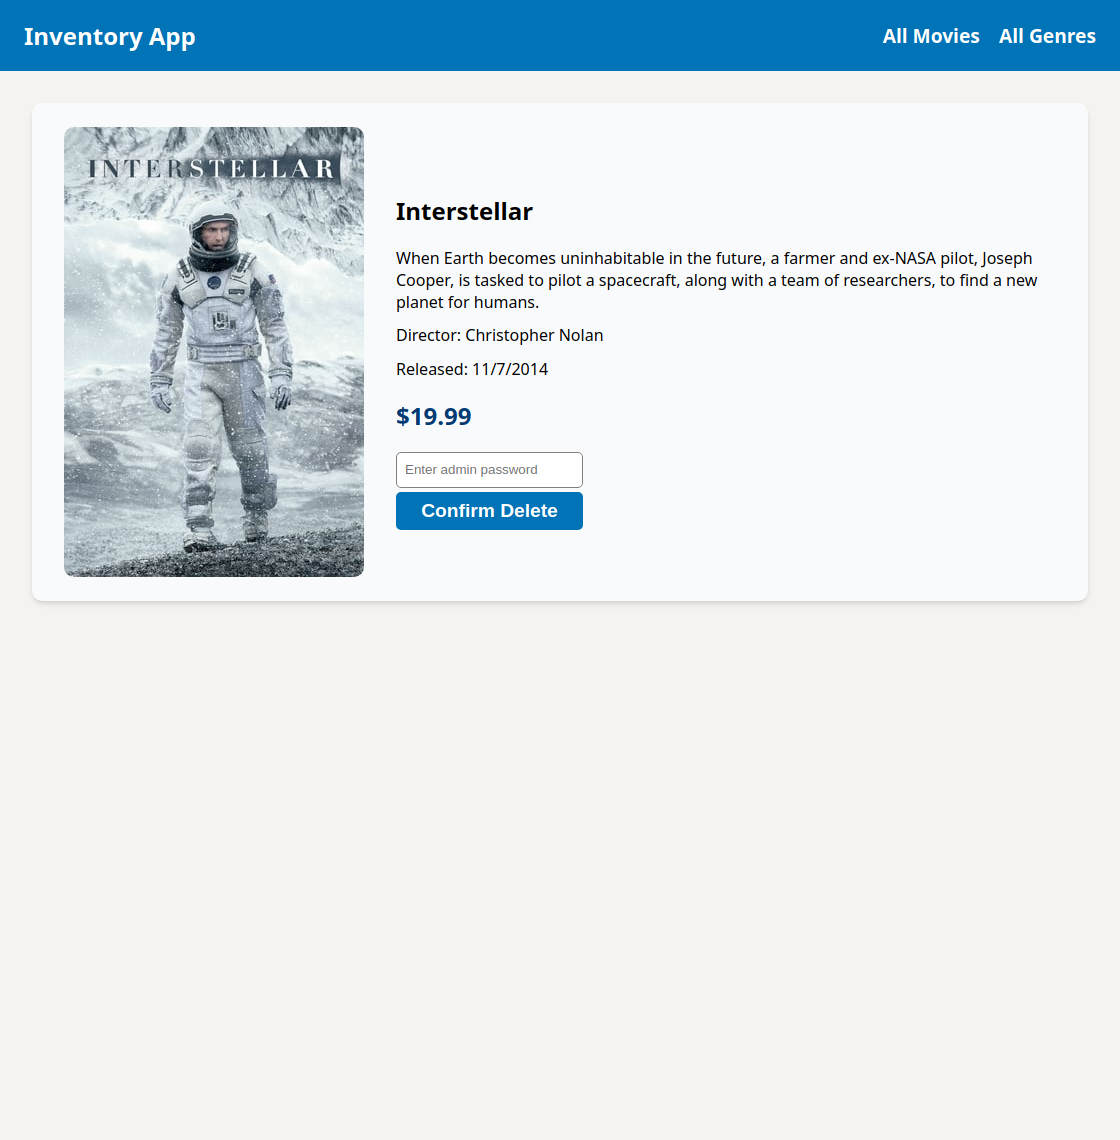 Inventory App
All Movies
All Genres
INTERSTELLAR
Interstellar
When Earth becomes uninhabitable in the future, a farmer and ex-NASA pilot, Joseph
Cooper, is tasked to pilot a spacecraft, along with a team of researchers, to find a new
planet for humans.
Director: Christopher Nolan
Released: 11/7/2014
$19.99
Enter admin password
Confirm Delete